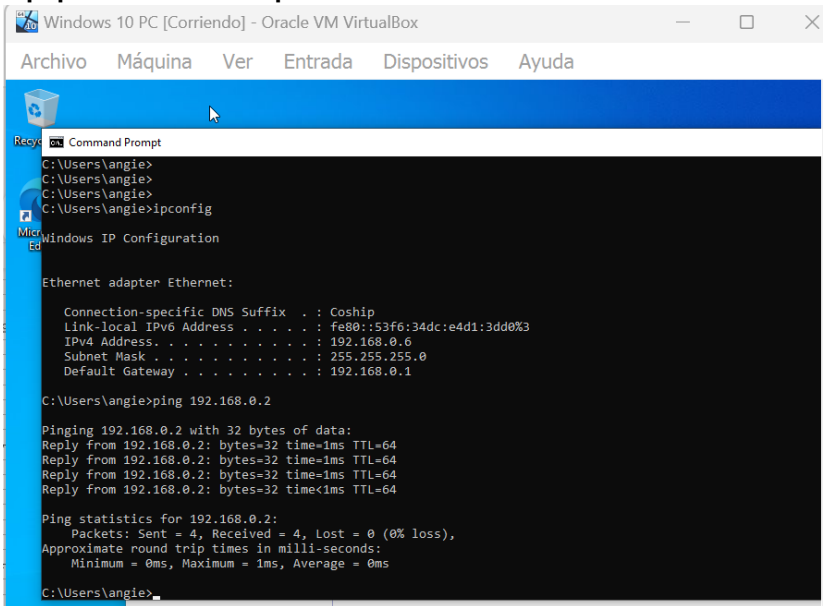 Windows 10 PC [Corriendo] - Oracle VM VirtualBox
Archivo Máquina Ver Entrada Dispositivos Ayuda
Command Prompt
C:\Users\angie>
C:\Users\angie>
C:\Users\angie>
C:\Users\angie>ipconfig
Windows IP Configuration
Ethernet adapter Ethernet:
Connection-specific DNS Suffix . : Coship
Link-local IPv6 Address . . . . . : fe80::53f6:34dc:e4d1:3dd0%3
IPv4 Address. . . . . . . . . . . : 192.168.0.6
Subnet Mask . . . . . . . . . . . : 255.255.255.0
Default Gateway . . . . . . . . . : 192.168.0.1
C:\Users\angie>ping 192.168.0.2
Pinging 192.168.0.2 with 32 bytes of data:
Reply from 192.168.0.2: bytes=32 time=1ms TTL=64
Reply from 192.168.0.2: bytes=32 time=1ms TTL=64
Reply from 192.168.0.2: bytes=32 time=1ms TTL=64
Reply from 192.168.0.2: bytes=32 time<1ms TTL=64
Ping statistics for 192.168.0.2:
Packets: Sent = 4, Received = 4, Lost = 0 (0% loss),
Approximate round trip times in milli-seconds:
Minimum = 0ms, Maximum = 1ms, Average = 0ms
C:\Users\angie>